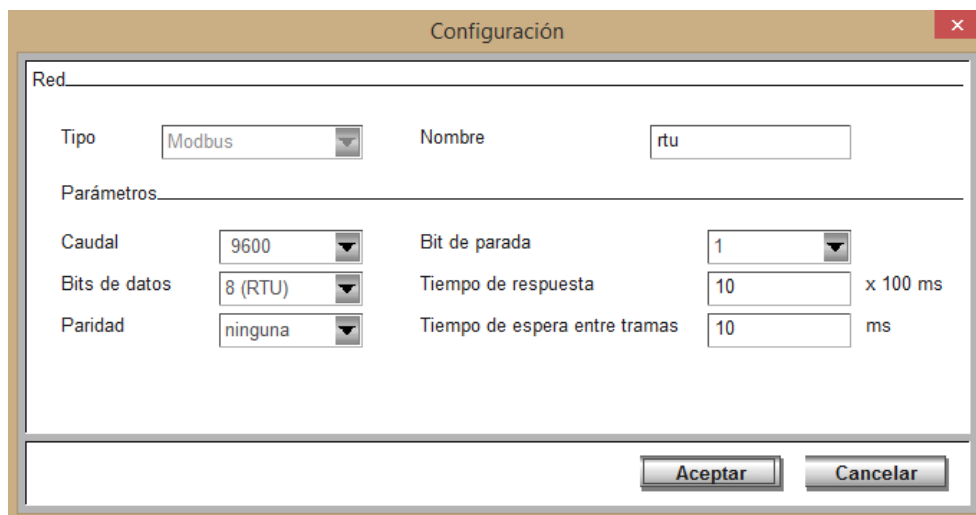 Configuración
Red
Tipo Modbus Nombre rtu
Parámetros
Caudal 9600 Bit de parada 1
Bits de datos 8 (RTU) Tiempo de respuesta 10 x 100 ms
Paridad ninguna Tiempo de espera entre tramas 10 ms
Aceptar Cancelar